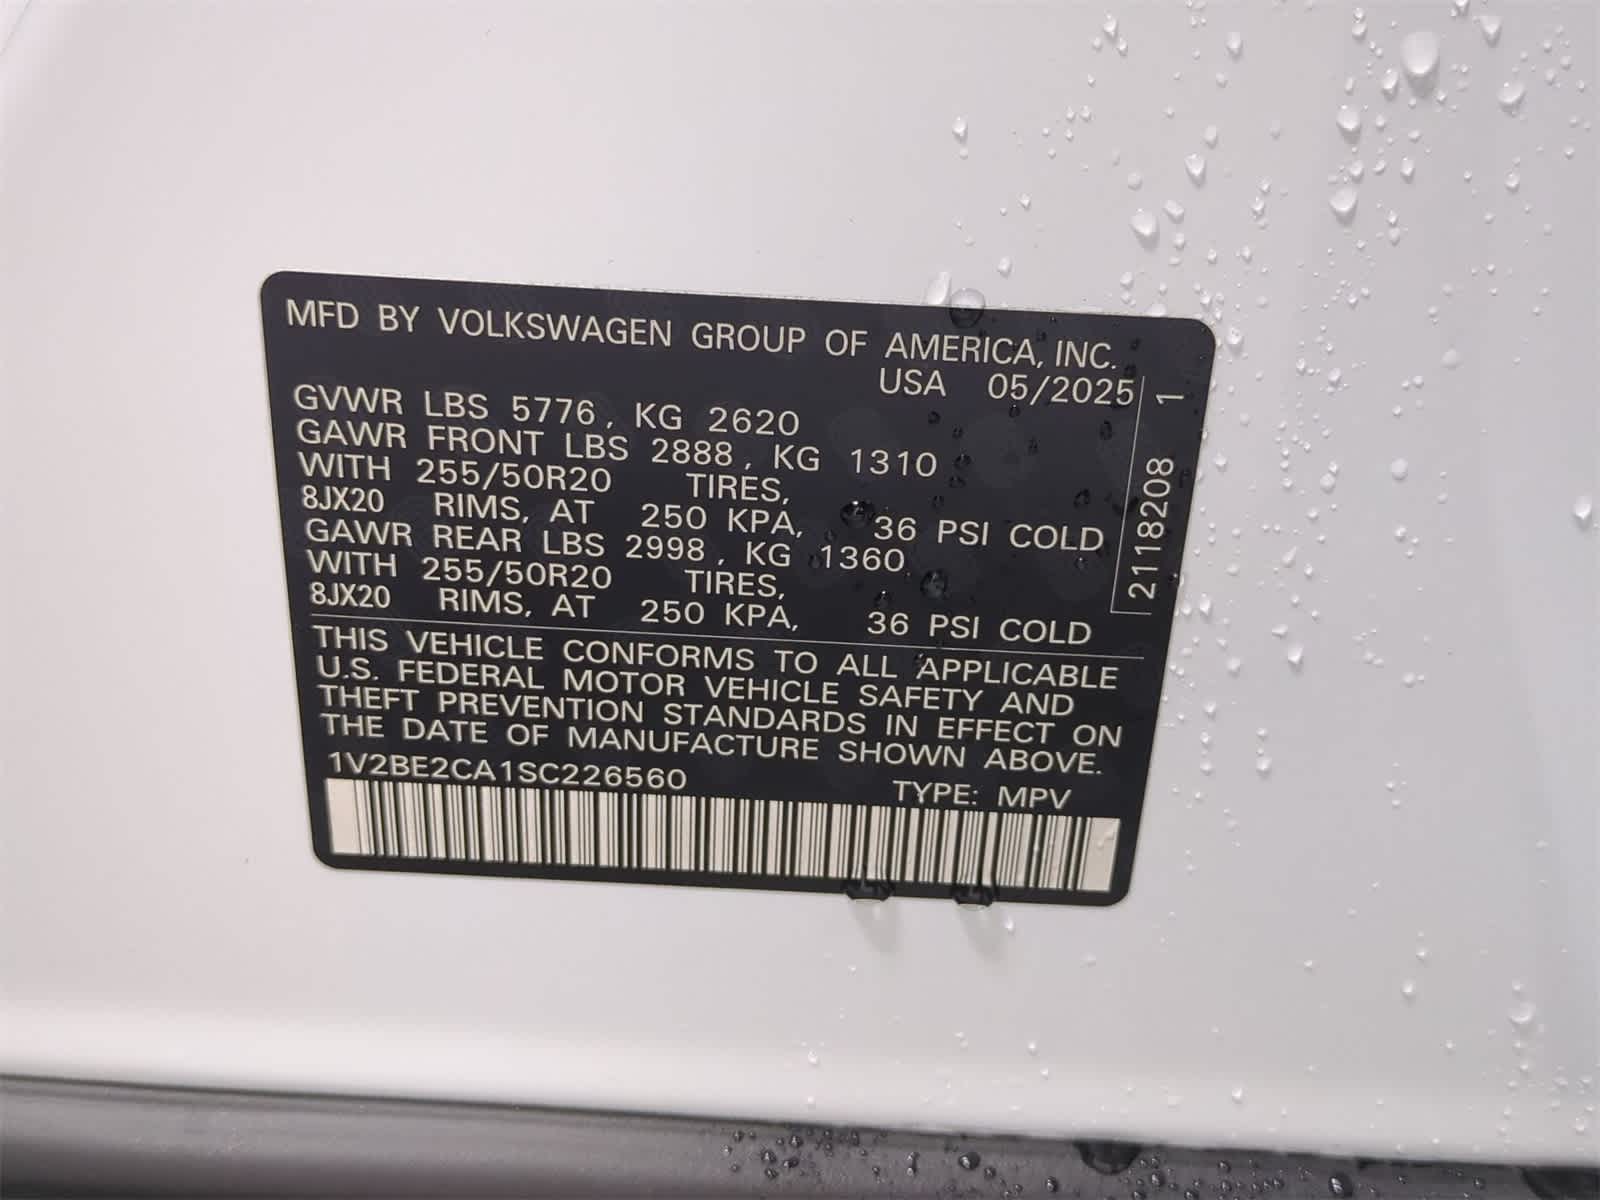 MFD BY VOLKSWAGEN GROUP OF AMERICA, INC.
USA 05/2025
GVWR LBS 5776, KG 2620
GAWR FRONT LBS 2888, KG 1310
WITH 255/50R20 TIRES,
8JX20 RIMS, AT 250 KPA, 36 PSI COLD
GAWR REAR LBS 2998, KG 1360
WITH 255/50R20 TIRES,
8JX20 RIMS, AT 250 KPA, 36 PSI COLD
2118208 1
THIS VEHICLE CONFORMS TO ALL APPLICABLE
U.S. FEDERAL MOTOR VEHICLE SAFETY AND
THEFT PREVENTION STANDARDS IN EFFECT ON
THE DATE OF MANUFACTURE SHOWN ABOVE.
1V2BE2CA1SC226560 TYPE: MPV